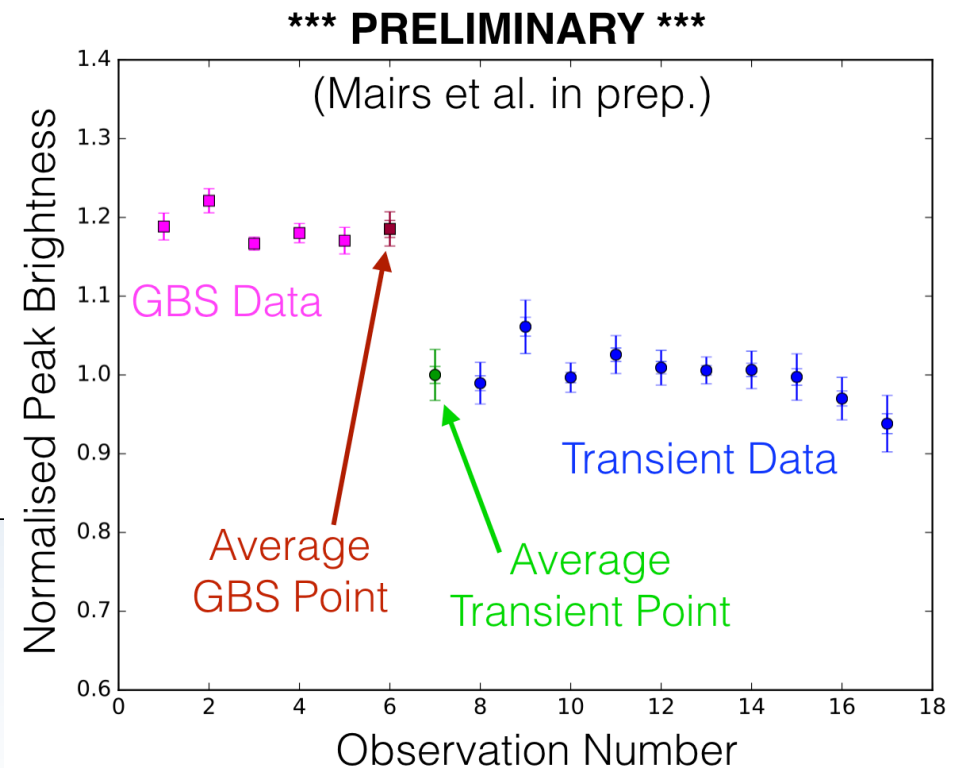 *** PRELIMINARY ***
(Mairs et al. in prep.)
Normalised Peak Brightness
1.4
1.3
1.2
1.1
1.0
0.9
0.8
0.7
0.6
GBS Data
Transient Data
Average
GBS Point
Average
Transient Point
0 2 4 6 8 10 12 14 16 18
Observation Number